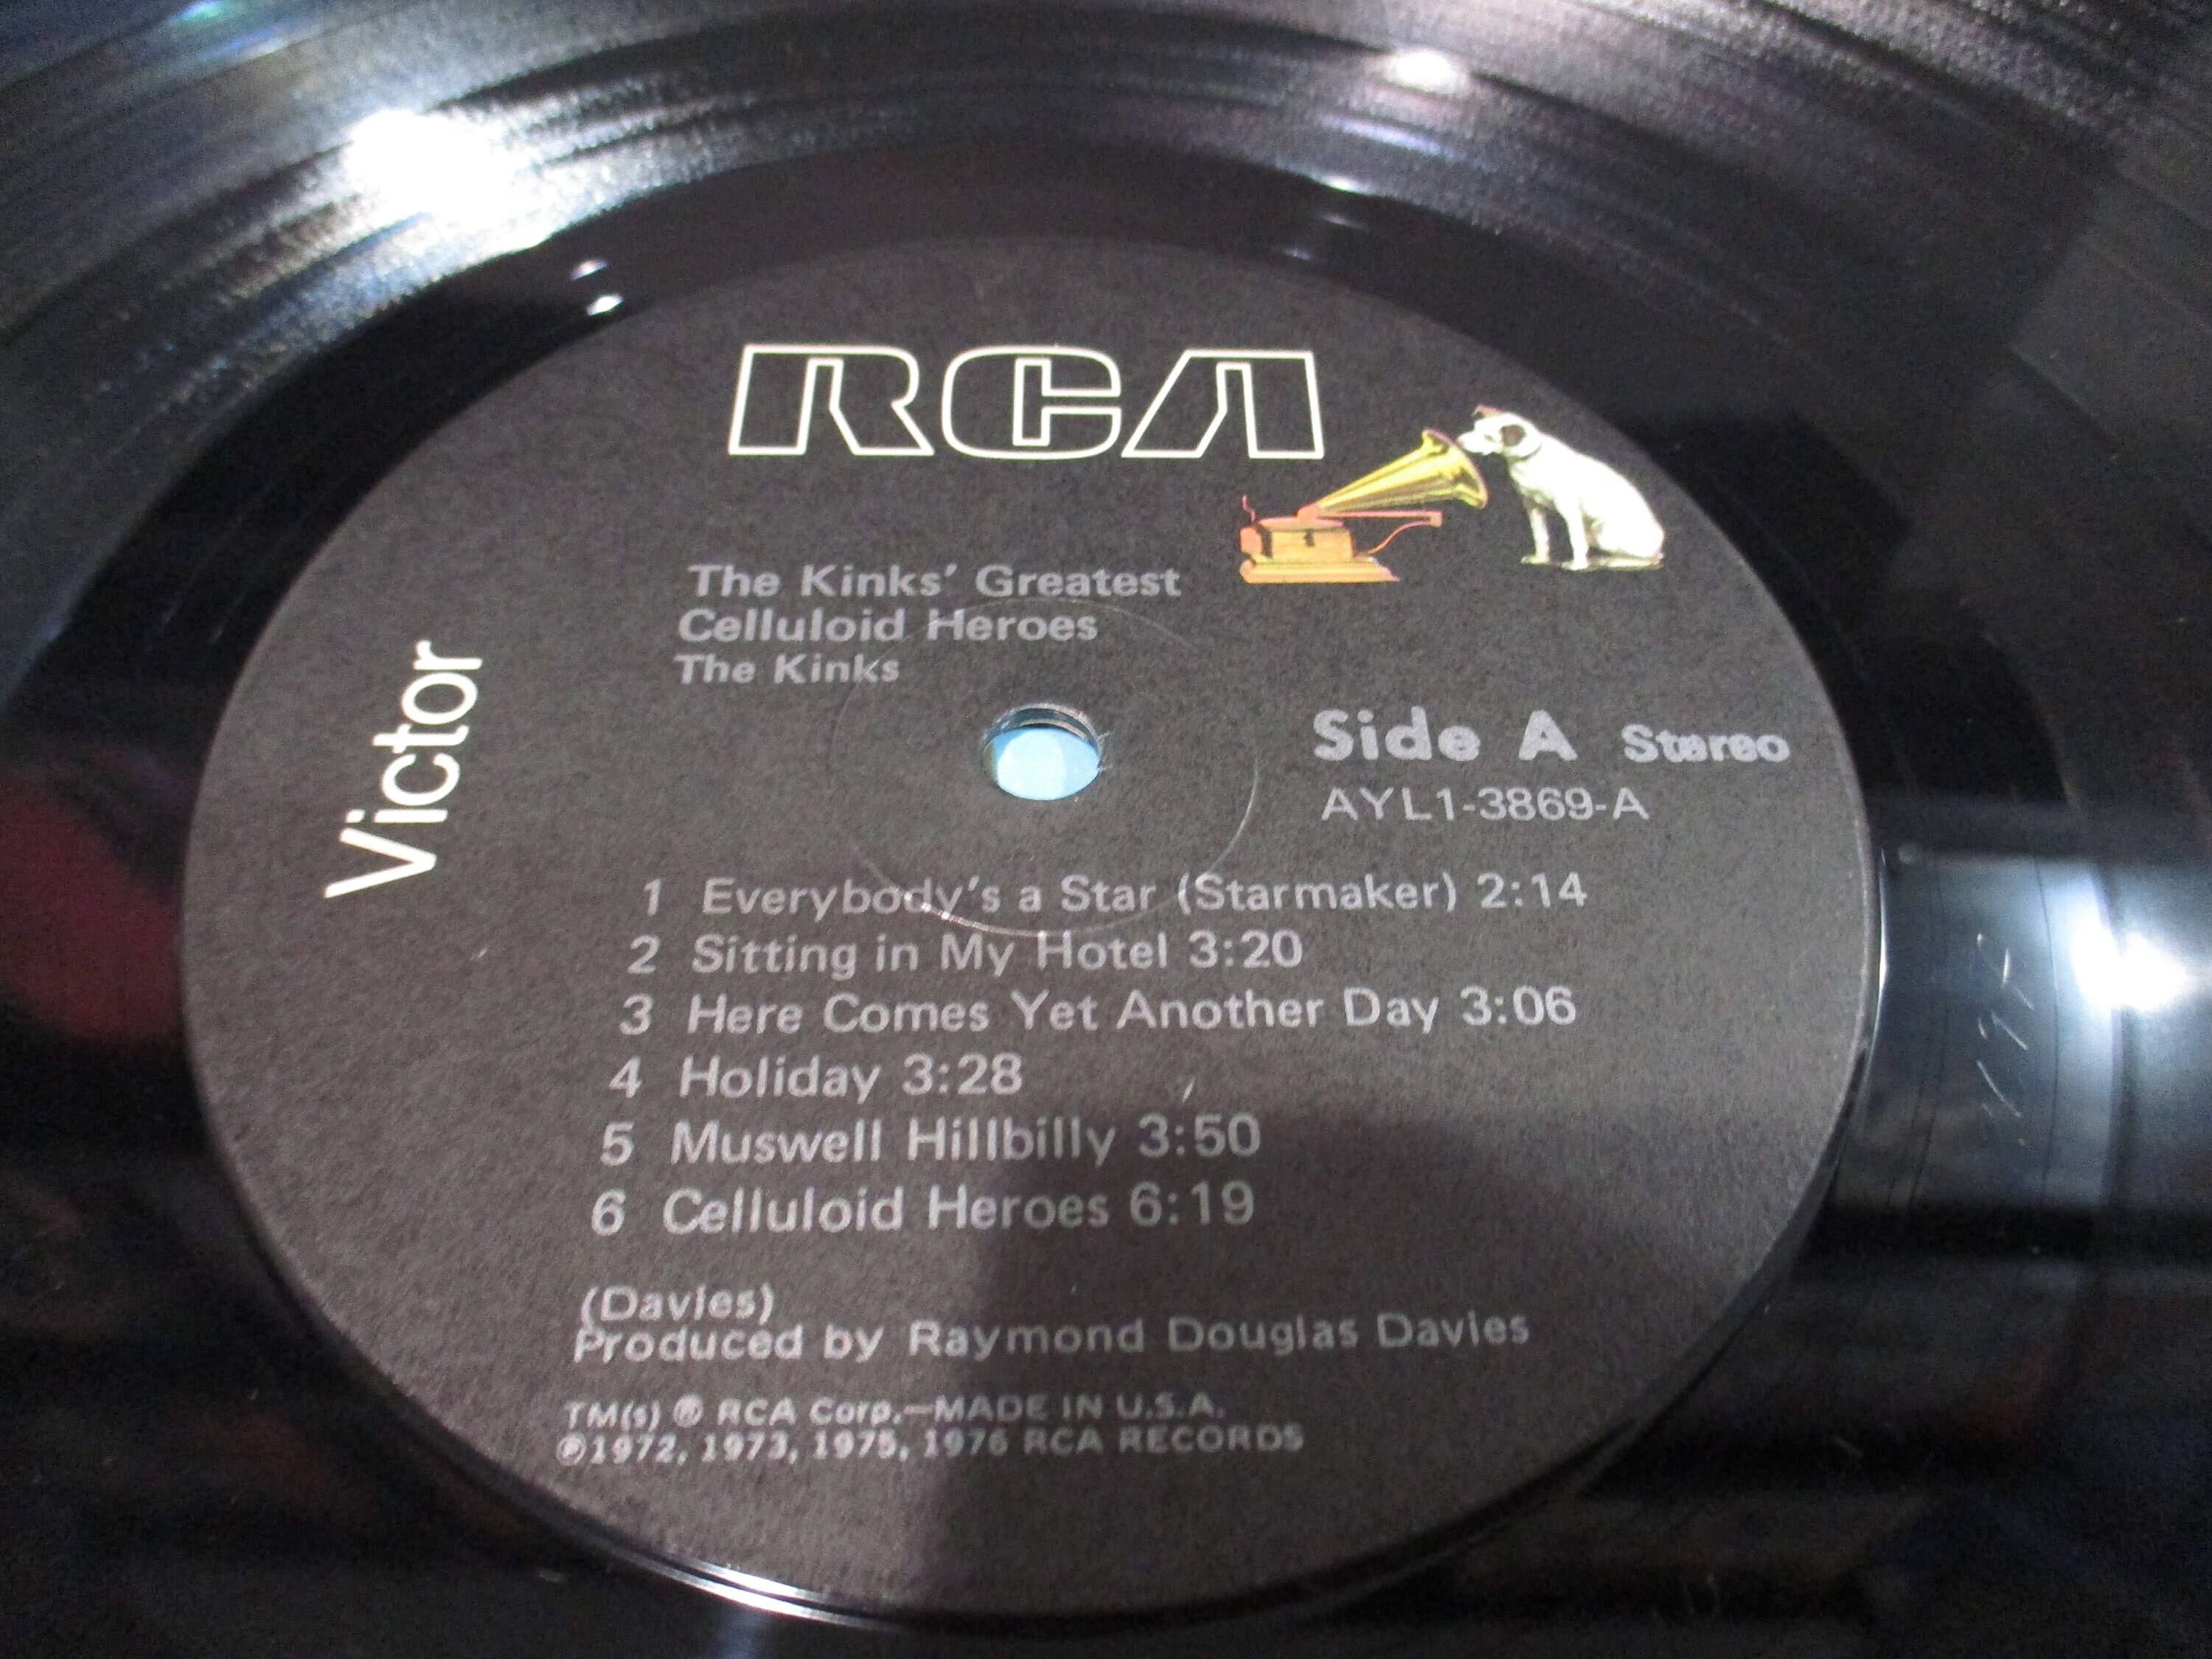 RCA
Victor
The Kinks' Greatest
Celluloid Heroes
The Kinks
Side A Stereo
AYL1-3869-A
1 Everybody's a Star (Starmaker) 2:14
2 Sitting in My Hotel 3:20
3 Here Comes Yet Another Day 3:06
4 Holiday 3:28
5 Muswell Hillbilly 3:50
6 Celluloid Heroes 6:19
(Davies)
Produced by Raymond Douglas Davies
TM(s) ® RCA Corp.—MADE IN U.S.A.
℗1972, 1973, 1975, 1976 RCA RECORDS